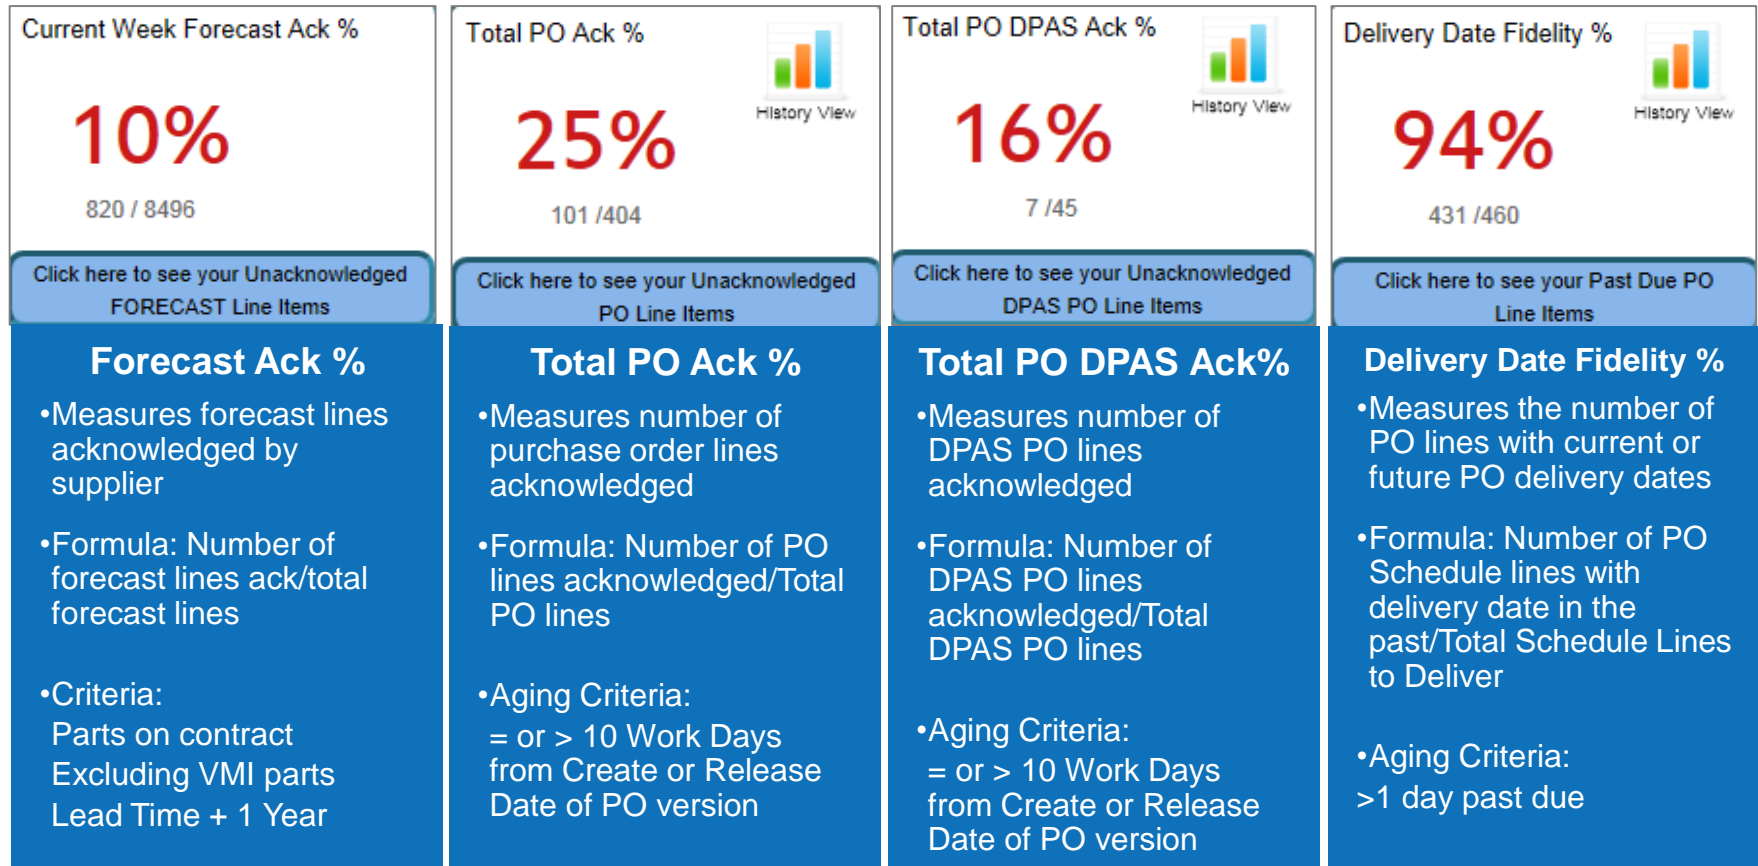 Current Week Forecast Ack %
10%
820 / 8496
Click here to see your Unacknowledged
FORECAST Line Items
Total PO Ack %
History View
25%
101 /404
Click here to see your Unacknowledged
PO Line Items
Total PO DPAS Ack %
History View
16%
7 /45
Click here to see your Unacknowledged
DPAS PO Line Items
Delivery Date Fidelity %
History View
94%
431 /460
Click here to see your Past Due PO
Line Items
Forecast Ack %
•Measures forecast lines
acknowledged by
supplier
•Formula: Number of
forecast lines ack/total
forecast lines
•Criteria:
Parts on contract
Excluding VMI parts
Lead Time + 1 Year
Total PO Ack %
•Measures number of
purchase order lines
acknowledged
•Formula: Number of PO
lines acknowledged/Total
PO lines
•Aging Criteria:
= or > 10 Work Days
from Create or Release
Date of PO version
Total PO DPAS Ack%
•Measures number of
DPAS PO lines
acknowledged
•Formula: Number of
DPAS PO lines
acknowledged/Total
DPAS PO lines
•Aging Criteria:
= or > 10 Work Days
from Create or Release
Date of PO version
Delivery Date Fidelity %
•Measures the number of
PO lines with current or
future PO delivery dates
•Formula: Number of PO
Schedule lines with
delivery date in the
past/Total Schedule Lines
to Deliver
•Aging Criteria:
>1 day past due